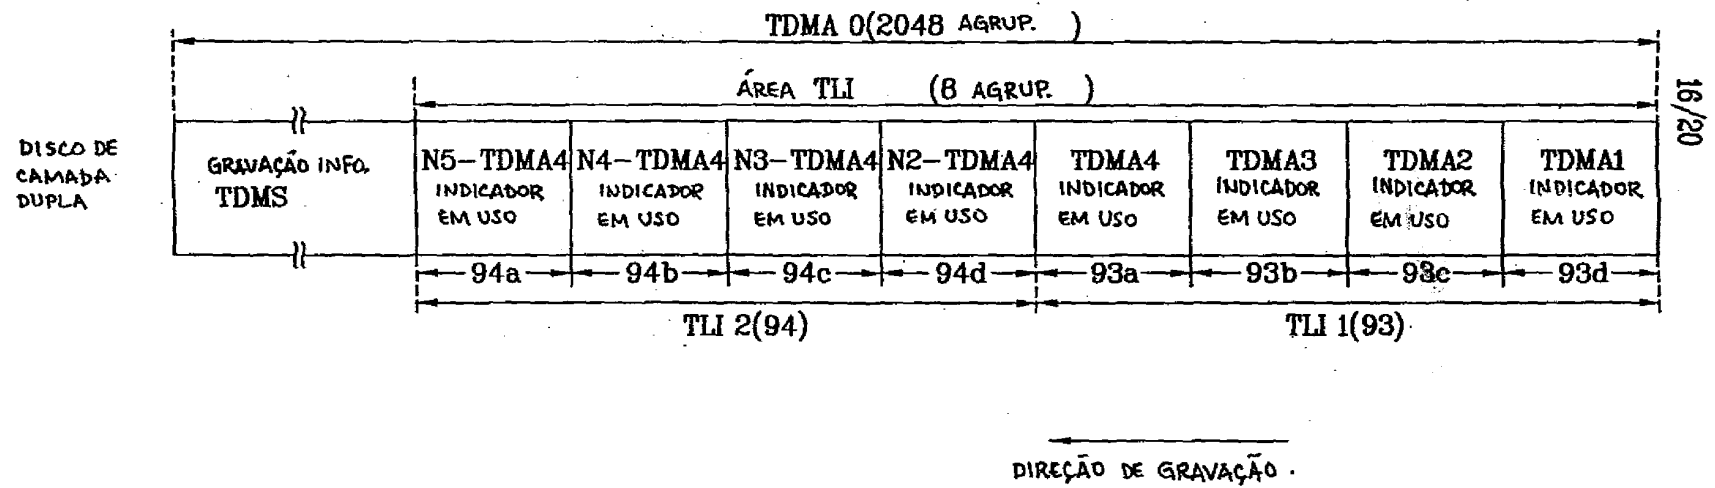 TDMA 0(2048 AGRUP. )
ÁREA TLI (8 AGRUP. )
16/20
DISCO DE
CAMADA
DUPLA
GRAVAÇÃO INFO.
TDMS
N5-TDMA4
INDICADOR
EM USO
N4-TDMA4
INDICADOR
EM USO
N3-TDMA4
INDICADOR
EM USO
N2-TDMA4
INDICADOR
EM USO
TDMA4
INDICADOR
EM USO
TDMA3
INDICADOR
EM USO
TDMA2
INDICADOR
EM USO
TDMA1
INDICADOR
EM USO
94a 94b 94c 94d 93a 93b 93c 93d
TLI 2(94) TLI 1(93)
DIREÇÃO DE GRAVAÇÃO.